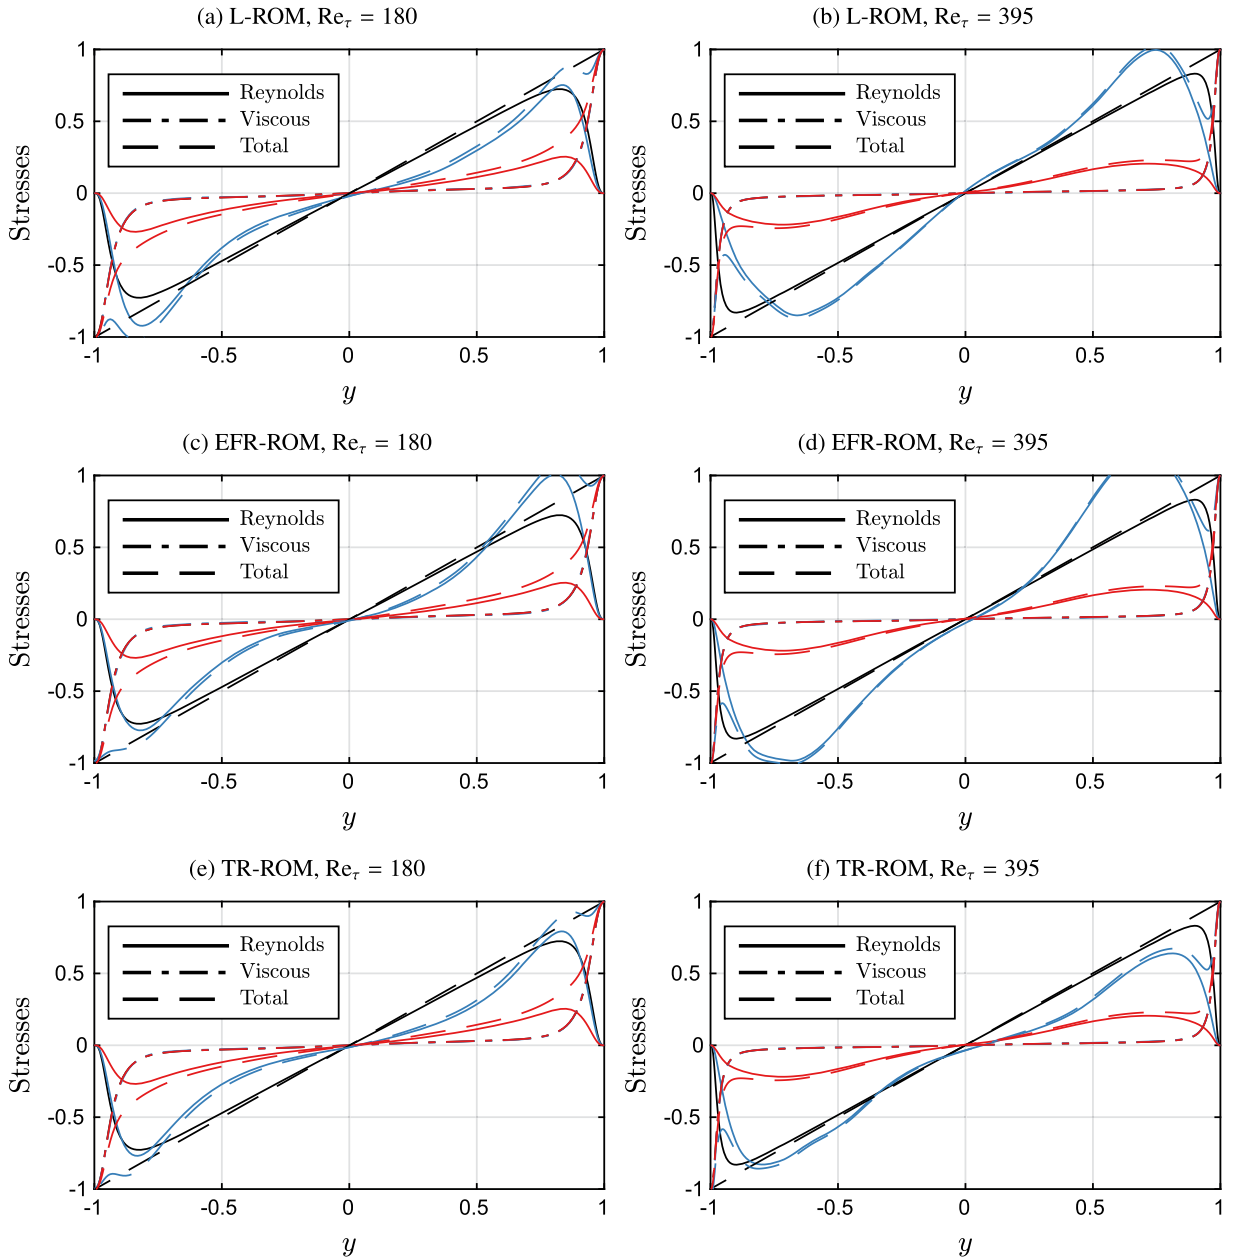 (a) L-ROM, Reτ = 180
1
0.5
0
-0.5
-1
-1
-0.5
0
0.5
1
Stresses
y
Reynolds
Viscous
Total
(b) L-ROM, Reτ = 395
1
0.5
0
-0.5
-1
-1
-0.5
0
0.5
1
Stresses
y
Reynolds
Viscous
Total
(c) EFR-ROM, Reτ = 180
1
0.5
0
-0.5
-1
-1
-0.5
0
0.5
1
Stresses
y
Reynolds
Viscous
Total
(d) EFR-ROM, Reτ = 395
1
0.5
0
-0.5
-1
-1
-0.5
0
0.5
1
Stresses
y
Reynolds
Viscous
Total
(e) TR-ROM, Reτ = 180
1
0.5
0
-0.5
-1
-1
-0.5
0
0.5
1
Stresses
y
Reynolds
Viscous
Total
(f) TR-ROM, Reτ = 395
1
0.5
0
-0.5
-1
-1
-0.5
0
0.5
1
Stresses
y
Reynolds
Viscous
Total